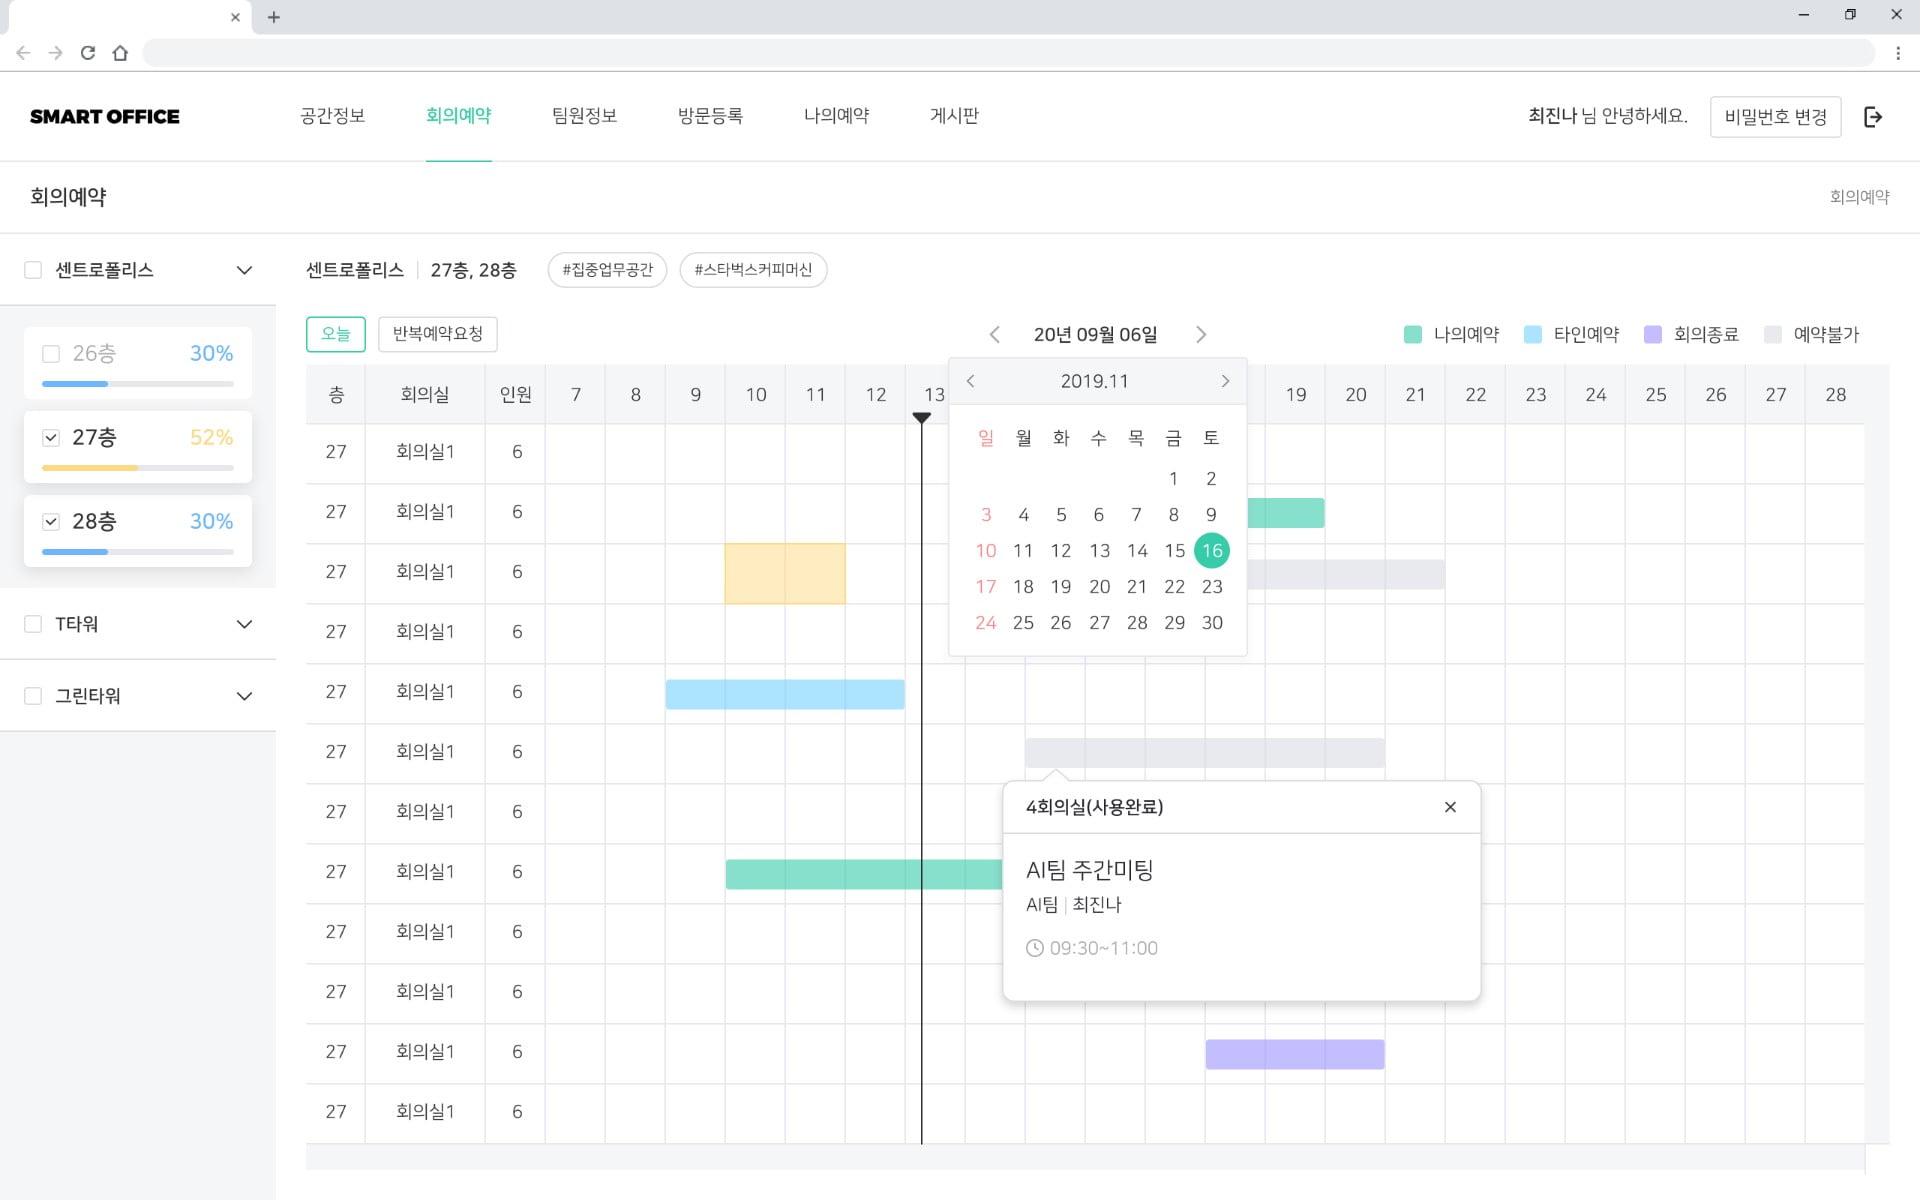 SMART OFFICE 공간정보 회의예약 팀원정보 방문등록 나의예약 게시판 최진나 님 안녕하세요. 비밀번호 변경
회의예약 회의예약
센트로폴리스
26층 30%
27층 52%
28층 30%
T타워
그린타워
센트로폴리스 27층, 28층 #집중업무공간 #스타벅스커피머신
오늘 반복예약요청 20년 09월 06일 나의예약 타인예약 회의종료 예약불가
층 회의실 인원 7 8 9 10 11 12 13 19 20 21 22 23 24 25 26 27 28
27 회의실1 6
27 회의실1 6
27 회의실1 6
27 회의실1 6
27 회의실1 6
27 회의실1 6
27 회의실1 6
27 회의실1 6
27 회의실1 6
27 회의실1 6
27 회의실1 6
27 회의실1 6
2019.11
일 월 화 수 목 금 토
1 2
3 4 5 6 7 8 9
10 11 12 13 14 15 16
17 18 19 20 21 22 23
24 25 26 27 28 29 30
4회의실(사용완료)
AI팀 주간미팅
AI팀 | 최진나
09:30~11:00